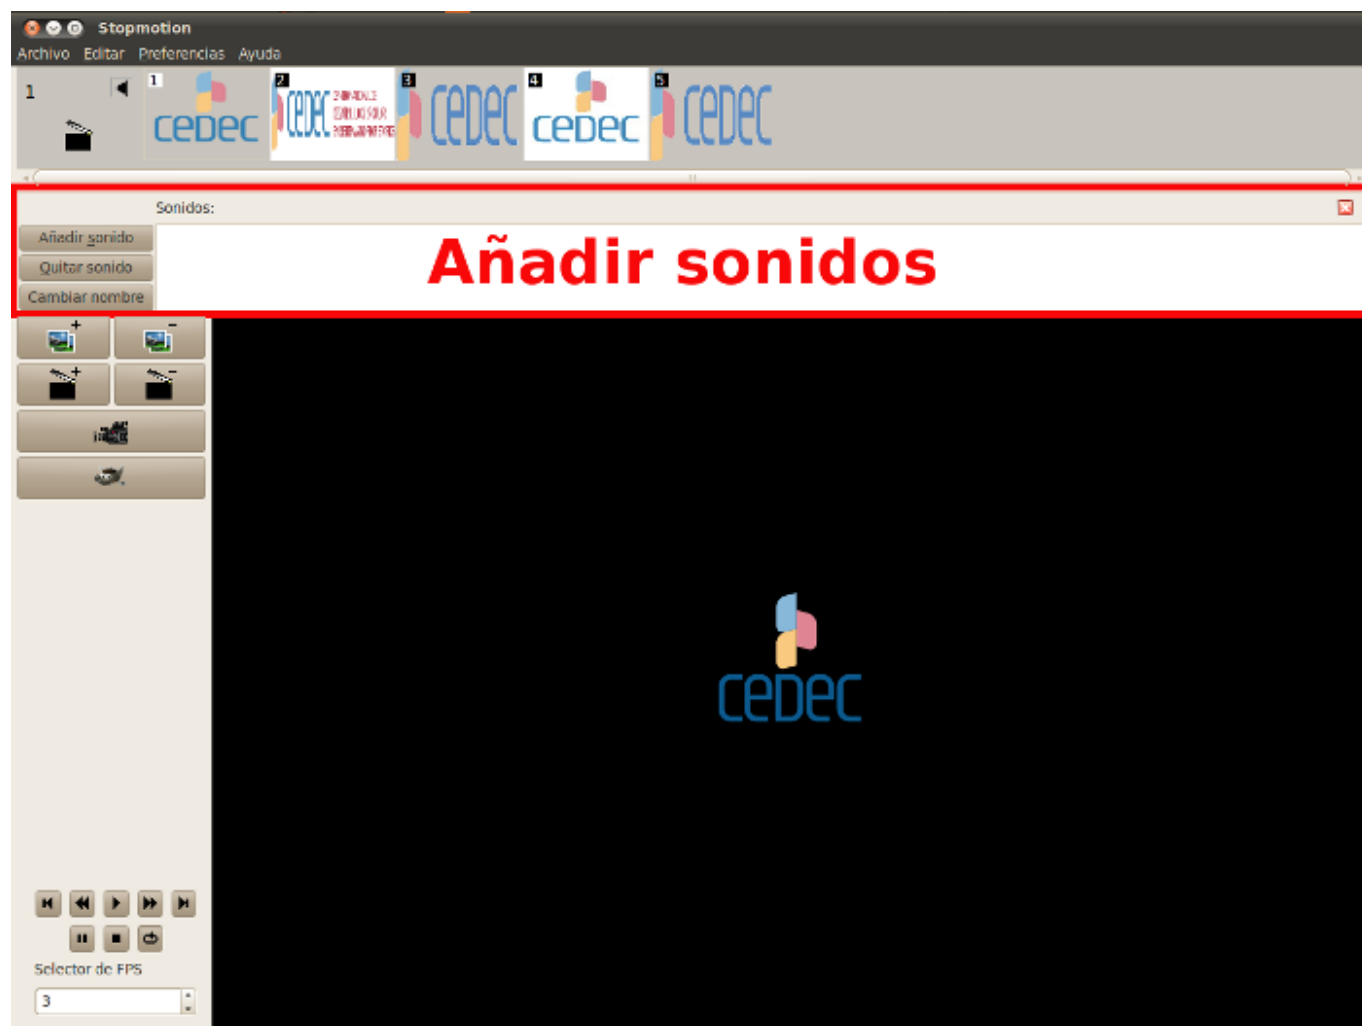 Stopmotion
Archivo Editar Preferencias Ayuda
1
1 CEDEC
2 CEDEC
3 CEDEC
4 CEDEC
5 CEDEC
Sonidos:
Añadir sonido
Quitar sonido
Cambiar nombre
Añadir sonidos
CEDEC
Selector de FPS
3